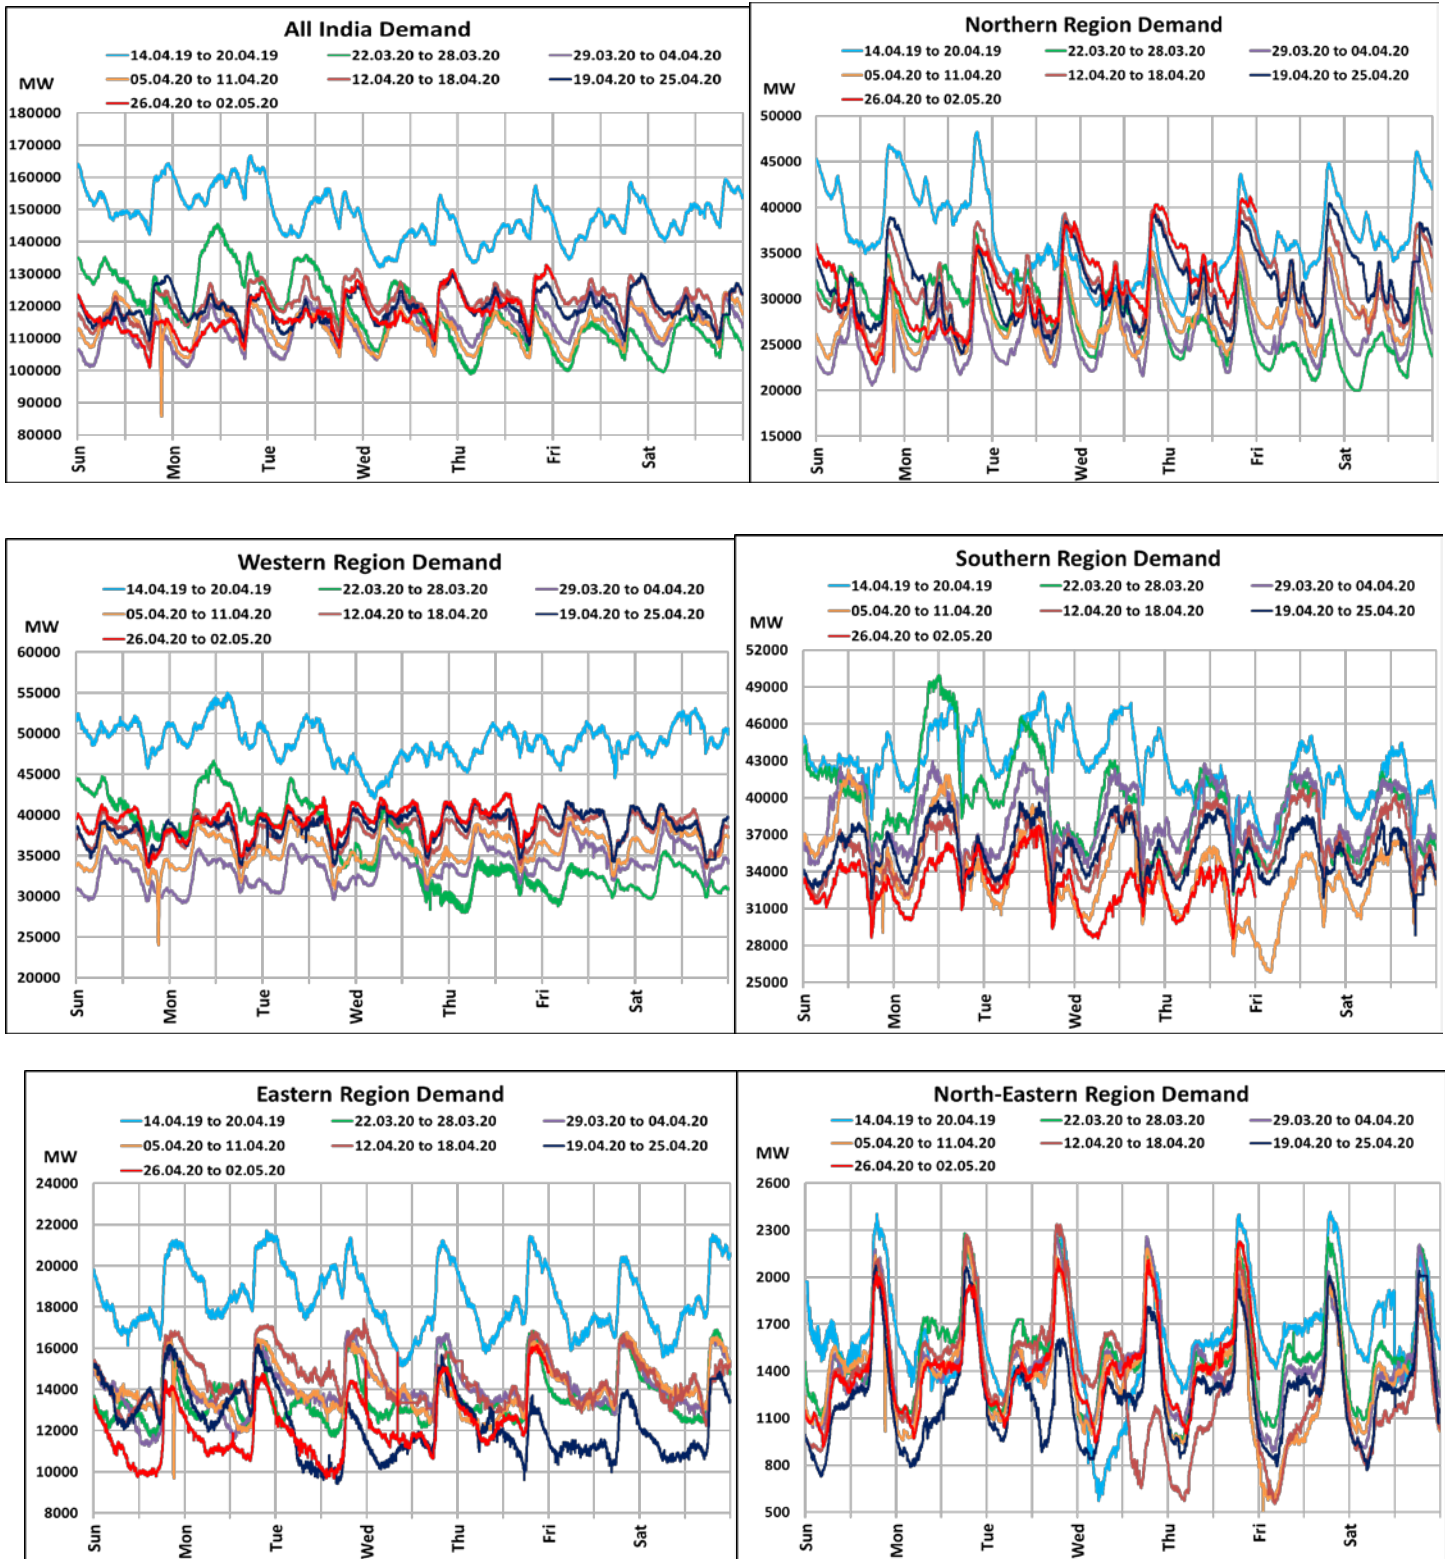 All India Demand
14.04.19 to 20.04.19 22.03.20 to 28.03.20 29.03.20 to 04.04.20
05.04.20 to 11.04.20 12.04.20 to 18.04.20 19.04.20 to 25.04.20
26.04.20 to 02.05.20
MW
180000
170000
160000
150000
140000
130000
120000
110000
100000
90000
80000
Sun Mon Tue Wed Thu Fri Sat
Northern Region Demand
14.04.19 to 20.04.19 22.03.20 to 28.03.20 29.03.20 to 04.04.20
05.04.20 to 11.04.20 12.04.20 to 18.04.20 19.04.20 to 25.04.20
26.04.20 to 02.05.20
MW
50000
45000
40000
35000
30000
25000
20000
15000
Sun Mon Tue Wed Thu Fri Sat
Western Region Demand
14.04.19 to 20.04.19 22.03.20 to 28.03.20 29.03.20 to 04.04.20
05.04.20 to 11.04.20 12.04.20 to 18.04.20 19.04.20 to 25.04.20
26.04.20 to 02.05.20
MW
60000
55000
50000
45000
40000
35000
30000
25000
20000
Sun Mon Tue Wed Thu Fri Sat
Southern Region Demand
14.04.19 to 20.04.19 22.03.20 to 28.03.20 29.03.20 to 04.04.20
05.04.20 to 11.04.20 12.04.20 to 18.04.20 19.04.20 to 25.04.20
26.04.20 to 02.05.20
MW
52000
49000
46000
43000
40000
37000
34000
31000
28000
25000
Sun Mon Tue Wed Thu Fri Sat
Eastern Region Demand
14.04.19 to 20.04.19 22.03.20 to 28.03.20 29.03.20 to 04.04.20
05.04.20 to 11.04.20 12.04.20 to 18.04.20 19.04.20 to 25.04.20
26.04.20 to 02.05.20
MW
24000
22000
20000
18000
16000
14000
12000
10000
8000
Sun Mon Tue Wed Thu Fri Sat
North-Eastern Region Demand
14.04.19 to 20.04.19 22.03.20 to 28.03.20 29.03.20 to 04.04.20
05.04.20 to 11.04.20 12.04.20 to 18.04.20 19.04.20 to 25.04.20
26.04.20 to 02.05.20
MW
2600
2300
2000
1700
1400
1100
800
500
Sun Mon Tue Wed Thu Fri Sat